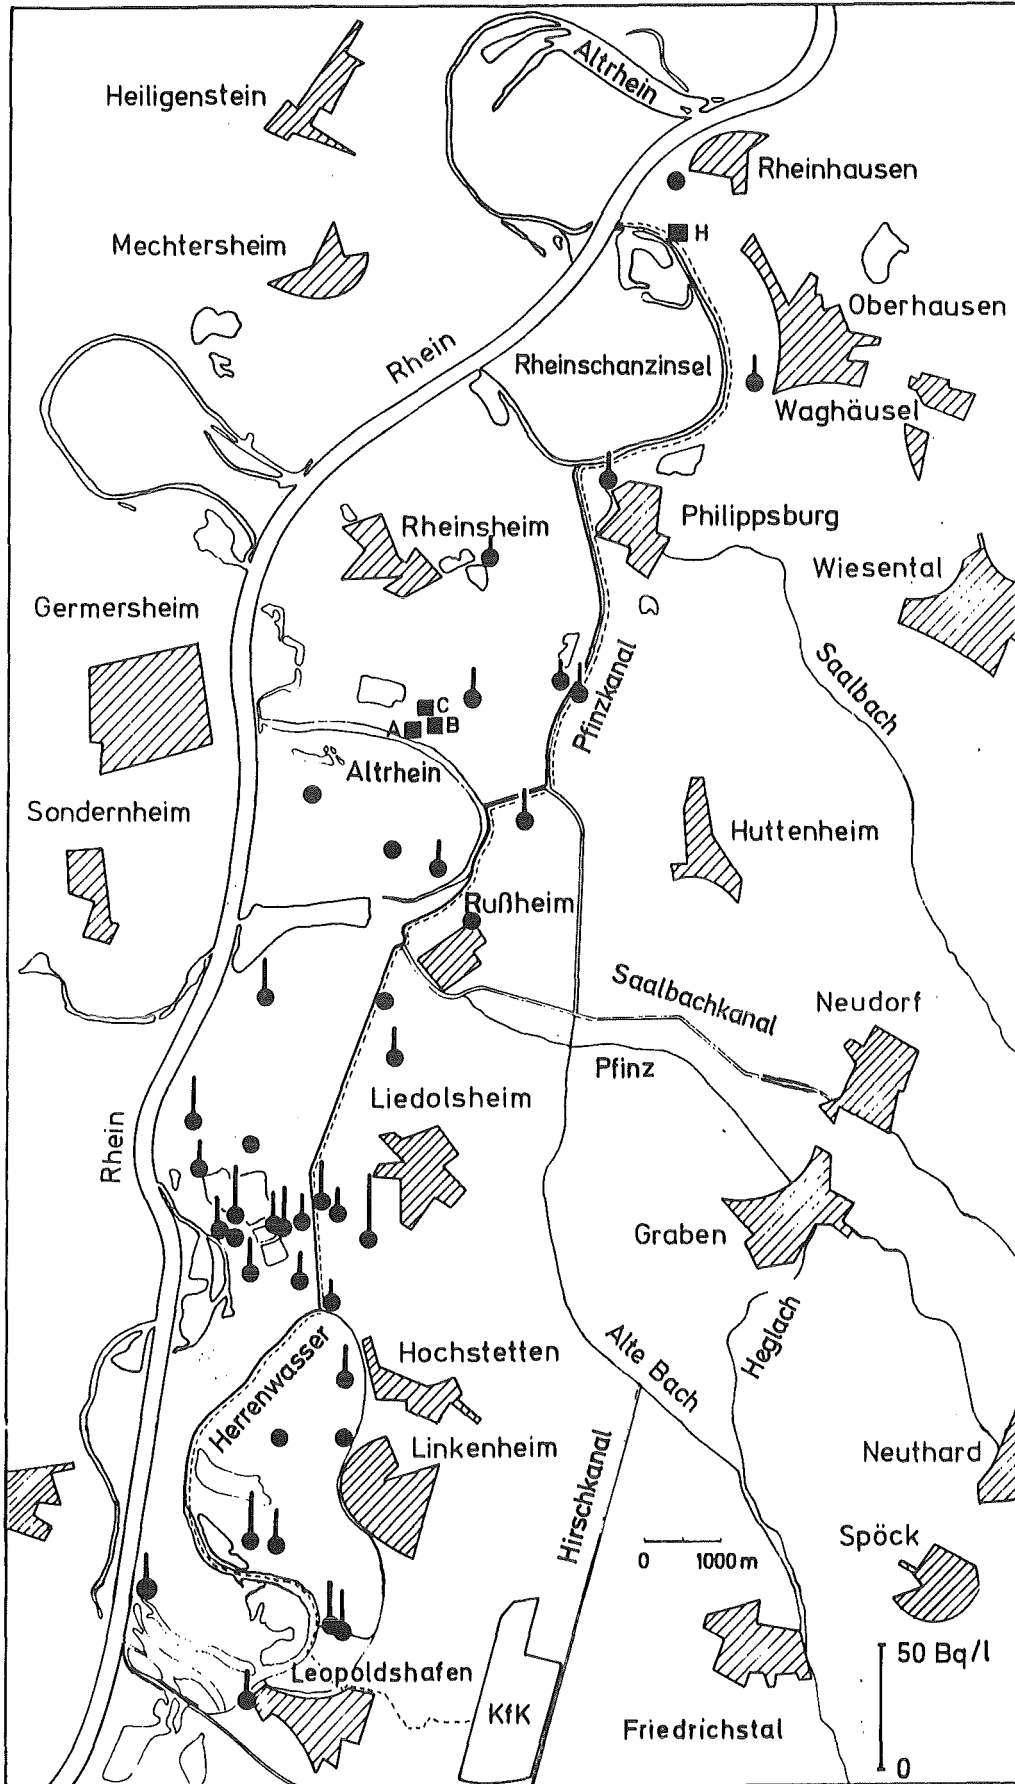 Altrhein
Heiligenstein
Rheinhausen
H
Mechtersheim
Oberhausen
Rhein
Rheinschanzinsel
Waghäusel
Philippsburg
Rheinsheim
Wiesental
Germersheim
Saalbach
Pfinzkanal
C
A
B
Altrhein
Sondernheim
Huttenheim
Rußheim
Saalbachkanal
Neudorf
Pfinz
Liedolsheim
Rhein
Graben
Heglach
Alte Bach
Hochstetten
Herrenwasser
Linkenheim
Neuthard
Hirschkanal
Spöck
0 1000 m
50 Bq/l
Leopoldshafen
KfK
Friedrichstal
0